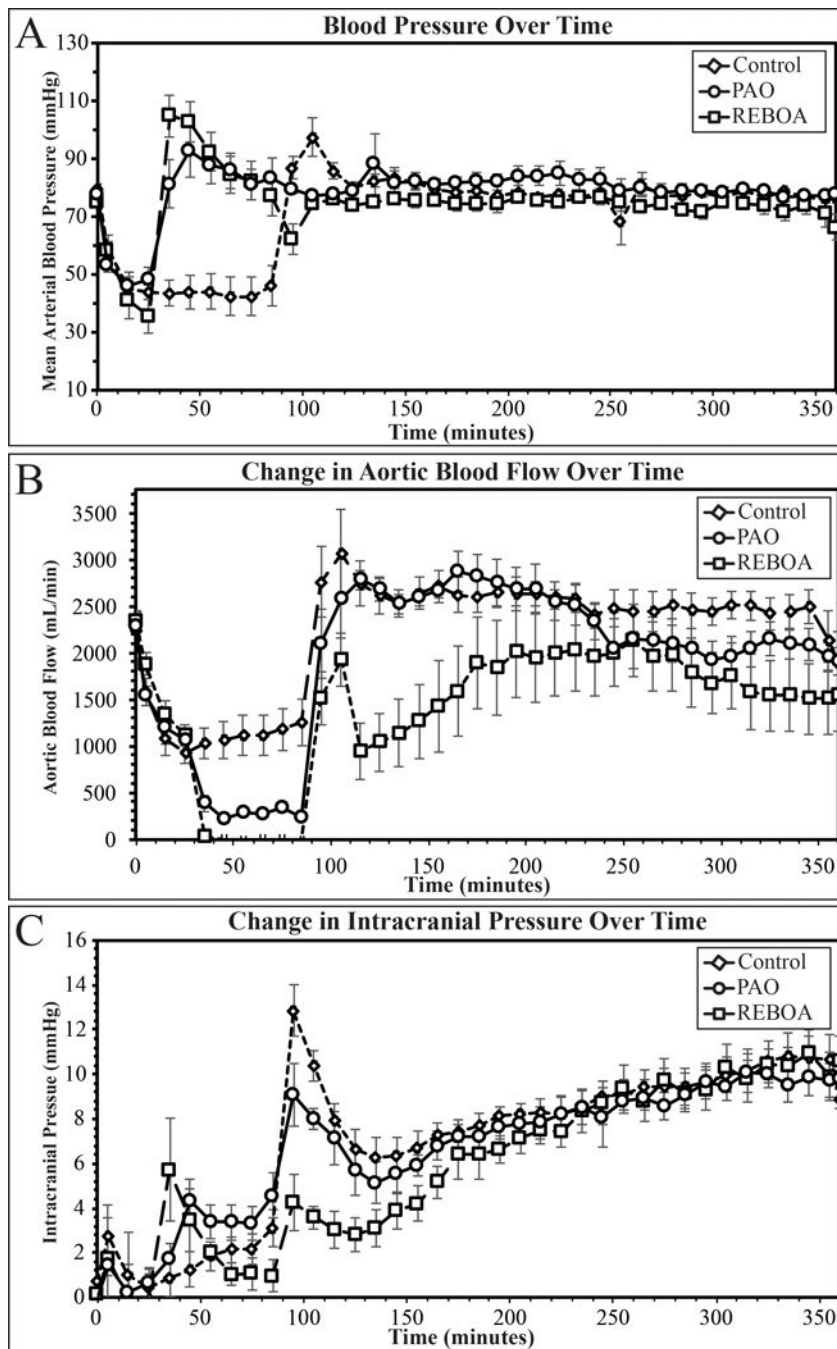 A
Blood Pressure Over Time
Mean Arterial Blood Pressure (mmHg)
130
110
90
70
50
30
10
Control
PAO
REBOA
0 50 100 150 200 250 300 350
Time (minutes)
B
Change in Aortic Blood Flow Over Time
Aortic Blood Flow (mL/min)
3500
3000
2500
2000
1500
1000
500
0
Control
PAO
REBOA
0 50 100 150 200 250 300 350
Time (minutes)
C
Change in Intracranial Pressure Over Time
Intracranial Pressue (mmHg)
16
14
12
10
8
6
4
2
0
Control
PAO
REBOA
0 50 100 150 200 250 300 350
Time (minutes)